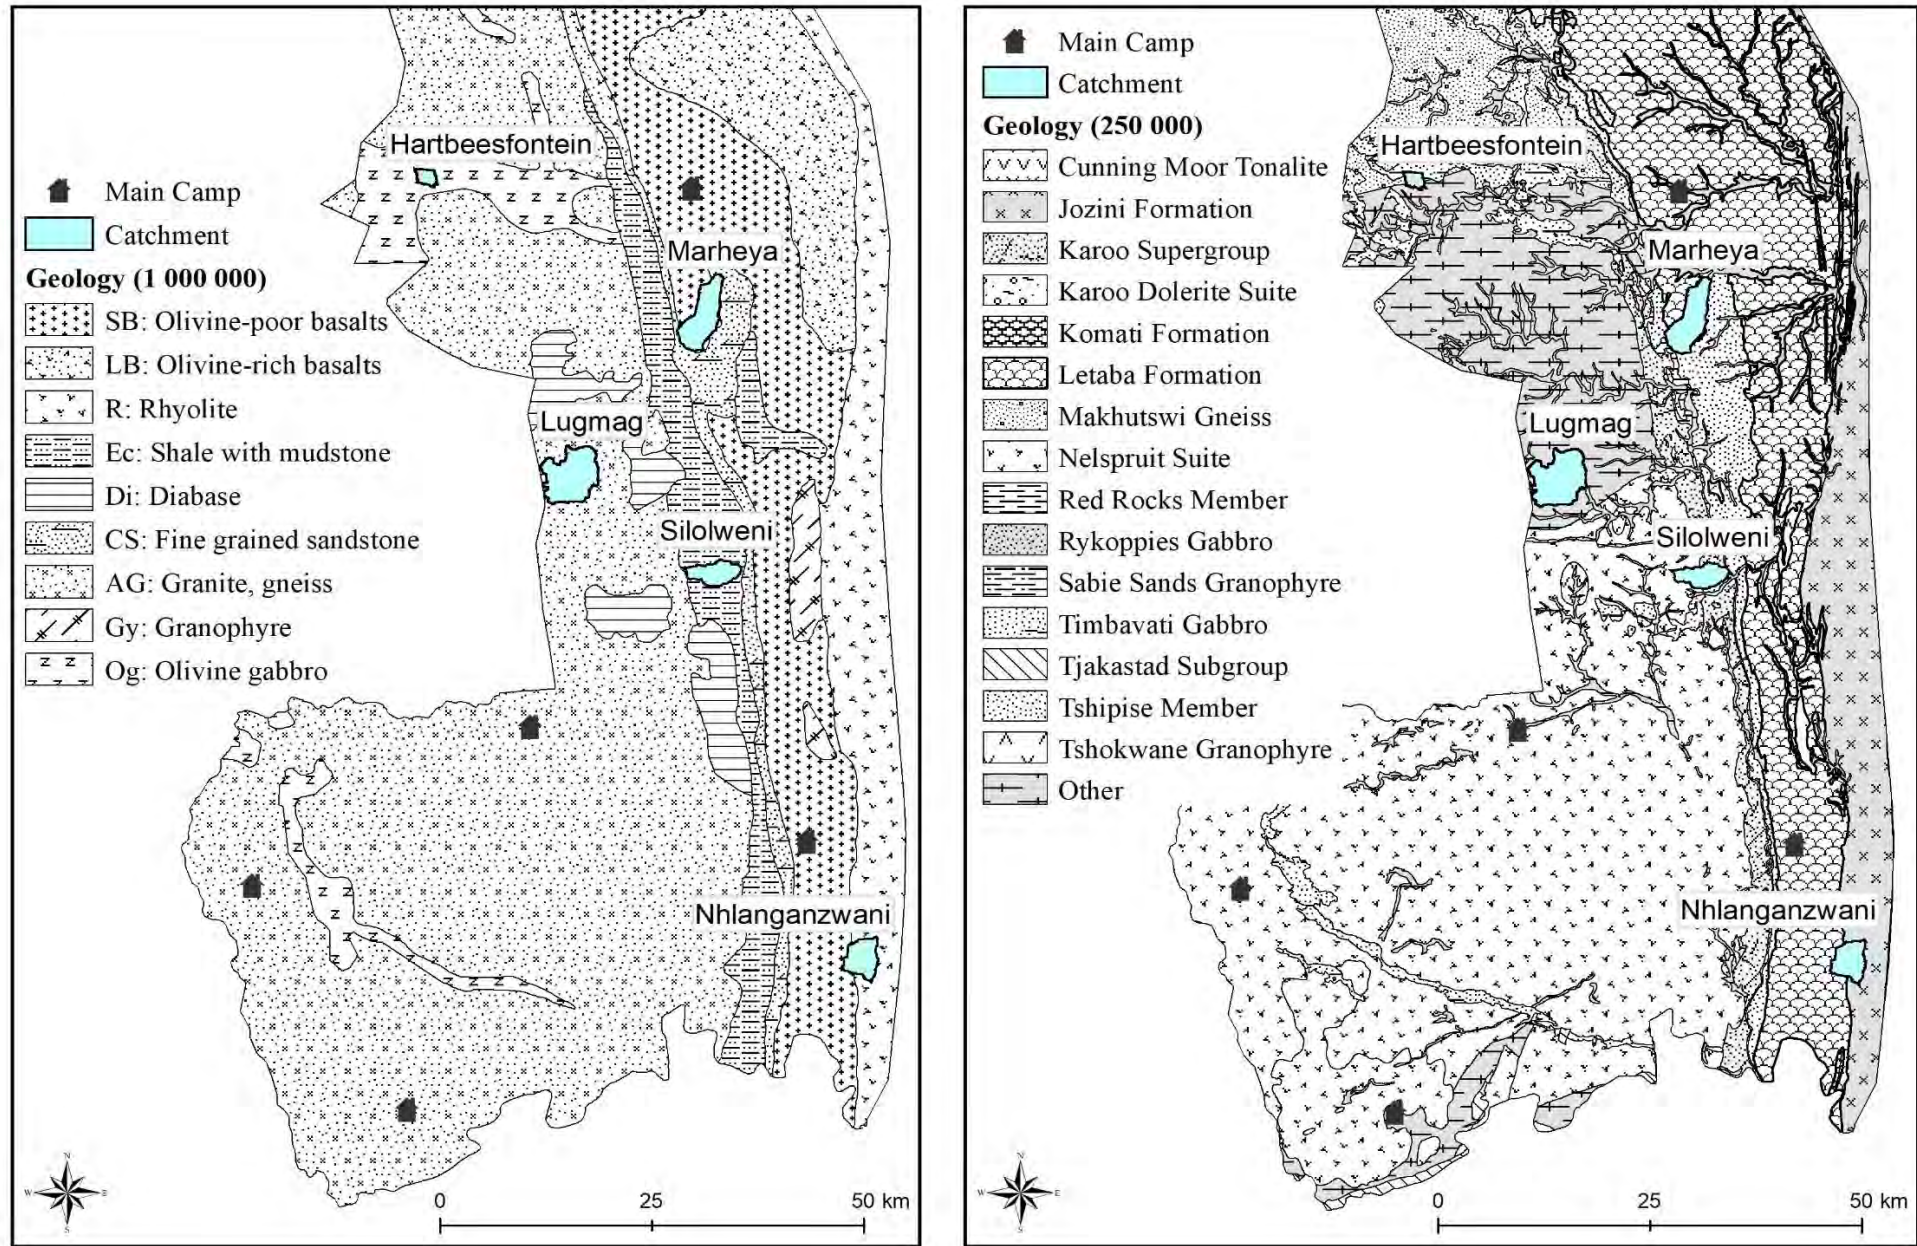 Hartbeesfontein
Main Camp
Catchment
Geology (1 000 000)
SB: Olivine-poor basalts
LB: Olivine-rich basalts
R: Rhyolite
Ec: Shale with mudstone
Di: Diabase
CS: Fine grained sandstone
AG: Granite, gneiss
Gy: Granophyre
Og: Olivine gabbro
Marheya
Lugmag
Silolweni
Nhlanganzwani
N
W E
S
0 25 50 km
Main Camp
Catchment
Geology (250 000)
Cunning Moor Tonalite
Jozini Formation
Karoo Supergroup
Karoo Dolerite Suite
Komati Formation
Letaba Formation
Makhutswi Gneiss
Nelspruit Suite
Red Rocks Member
Rykoppies Gabbro
Sabie Sands Granophyre
Timbavati Gabbro
Tjakastad Subgroup
Tshipise Member
Tshokwane Granophyre
Other
Hartbeesfontein
Marheya
Lugmag
Silolweni
Nhlanganzwani
N
W E
S
0 25 50 km